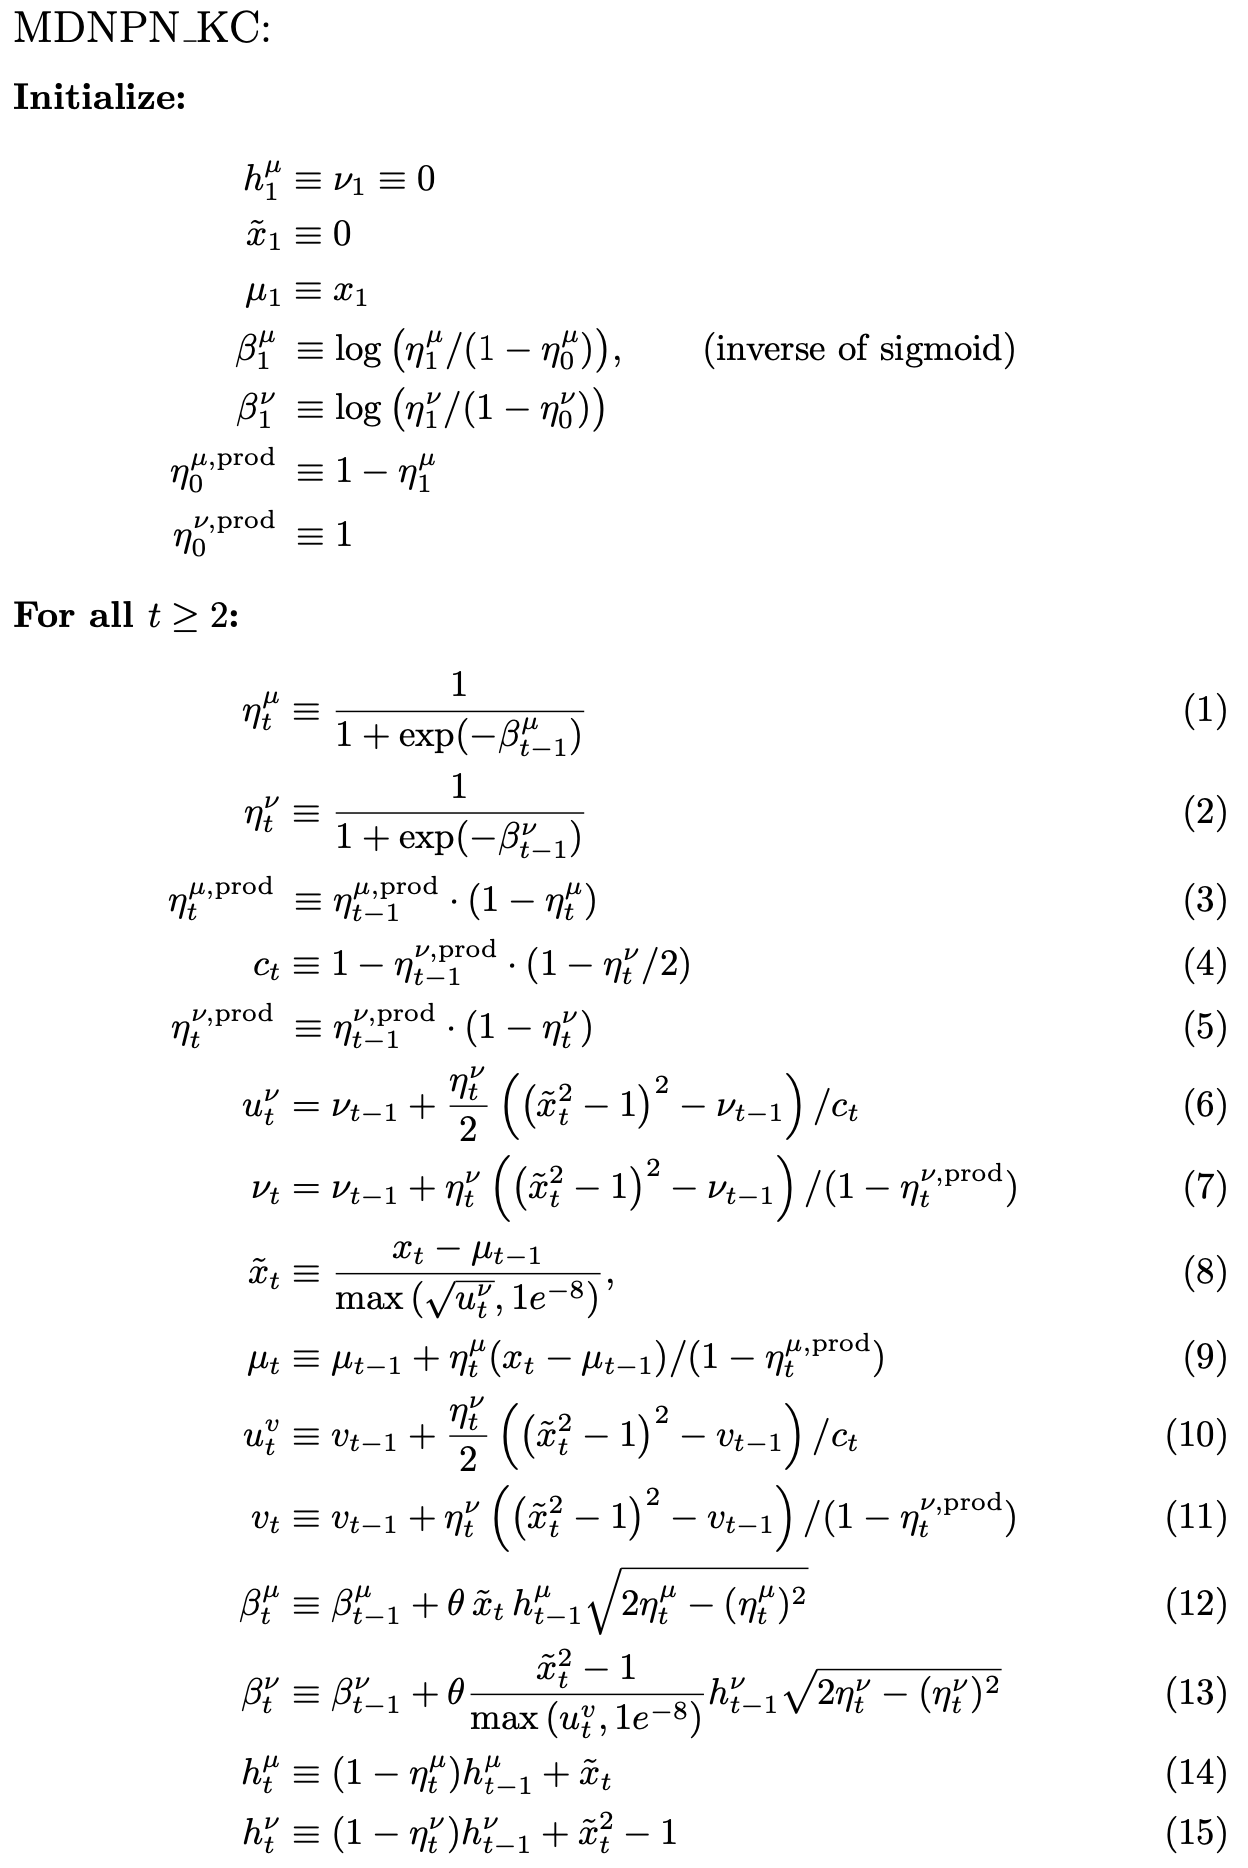 MDNPN_KC:
Initialize:
h_1^μ ≡ ν_1 ≡ 0
x̃_1 ≡ 0
μ_1 ≡ x_1
β_1^μ ≡ log (η_1^μ/(1 − η_0^μ)), (inverse of sigmoid)
β_1^ν ≡ log (η_1^ν/(1 − η_0^ν))
η_0^{μ,prod} ≡ 1 − η_1^μ
η_0^{ν,prod} ≡ 1
For all t ≥ 2:
η_t^μ ≡ 1 / (1 + exp(−β_{t−1}^μ)) (1)
η_t^ν ≡ 1 / (1 + exp(−β_{t−1}^ν)) (2)
η_t^{μ,prod} ≡ η_{t−1}^{μ,prod} · (1 − η_t^μ) (3)
c_t ≡ 1 − η_{t−1}^{ν,prod} · (1 − η_t^ν/2) (4)
η_t^{ν,prod} ≡ η_{t−1}^{ν,prod} · (1 − η_t^ν) (5)
u_t^ν = ν_{t−1} + η_t^ν/2 ((x̃_t^2 − 1)^2 − ν_{t−1}) /c_t (6)
ν_t = ν_{t−1} + η_t^ν ((x̃_t^2 − 1)^2 − ν_{t−1}) /(1 − η_t^{ν,prod}) (7)
x̃_t ≡ (x_t − μ_{t−1}) / max (√u_t^ν, 1e^{−8}), (8)
μ_t ≡ μ_{t−1} + η_t^μ(x_t − μ_{t−1})/(1 − η_t^{μ,prod}) (9)
u_t^v ≡ v_{t−1} + η_t^ν/2 ((x̃_t^2 − 1)^2 − v_{t−1}) /c_t (10)
v_t ≡ v_{t−1} + η_t^ν ((x̃_t^2 − 1)^2 − v_{t−1}) /(1 − η_t^{ν,prod}) (11)
β_t^μ ≡ β_{t−1}^μ + θ x̃_t h_{t−1}^μ √(2η_t^μ − (η_t^μ)^2) (12)
β_t^ν ≡ β_{t−1}^ν + θ (x̃_t^2 − 1) / max (u_t^v, 1e^{−8}) h_{t−1}^ν √(2η_t^ν − (η_t^ν)^2) (13)
h_t^μ ≡ (1 − η_t^μ)h_{t−1}^μ + x̃_t (14)
h_t^ν ≡ (1 − η_t^ν)h_{t−1}^ν + x̃_t^2 − 1 (15)